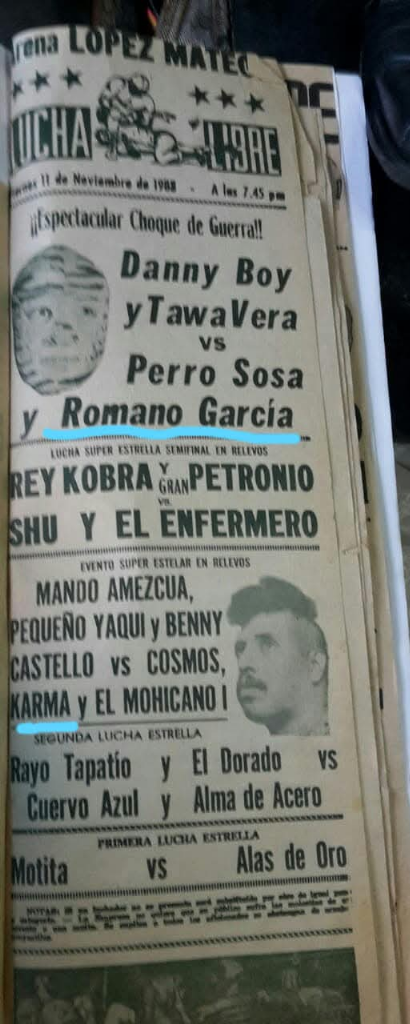 rena LOPEZ MATEO
LUCHA LIBRE
ernes 11 de Noviembre de 1988 - A las 7.45 pm
¡¡Espectacular Choque de Guerra!!
Danny Boy
y Tawa Vera
vs
Perro Sosa
y Romano García
LUCHA SUPER ESTRELLA SEMIFINAL EN RELEVOS
REY KOBRA Y GRAN PETRONIO
vs.
SHU Y EL ENFERMERO
EVENTO SUPER ESTELAR EN RELEVOS
MANDO AMEZCUA,
PEQUEÑO YAQUI y BENNY
CASTELLO vs COSMOS,
KARMA y EL MOHICANO I
SEGUNDA LUCHA ESTRELLA
Rayo Tapatío y El Dorado vs
Cuervo Azul y Alma de Acero
PRIMERA LUCHA ESTRELLA
Motita vs Alas de Oro